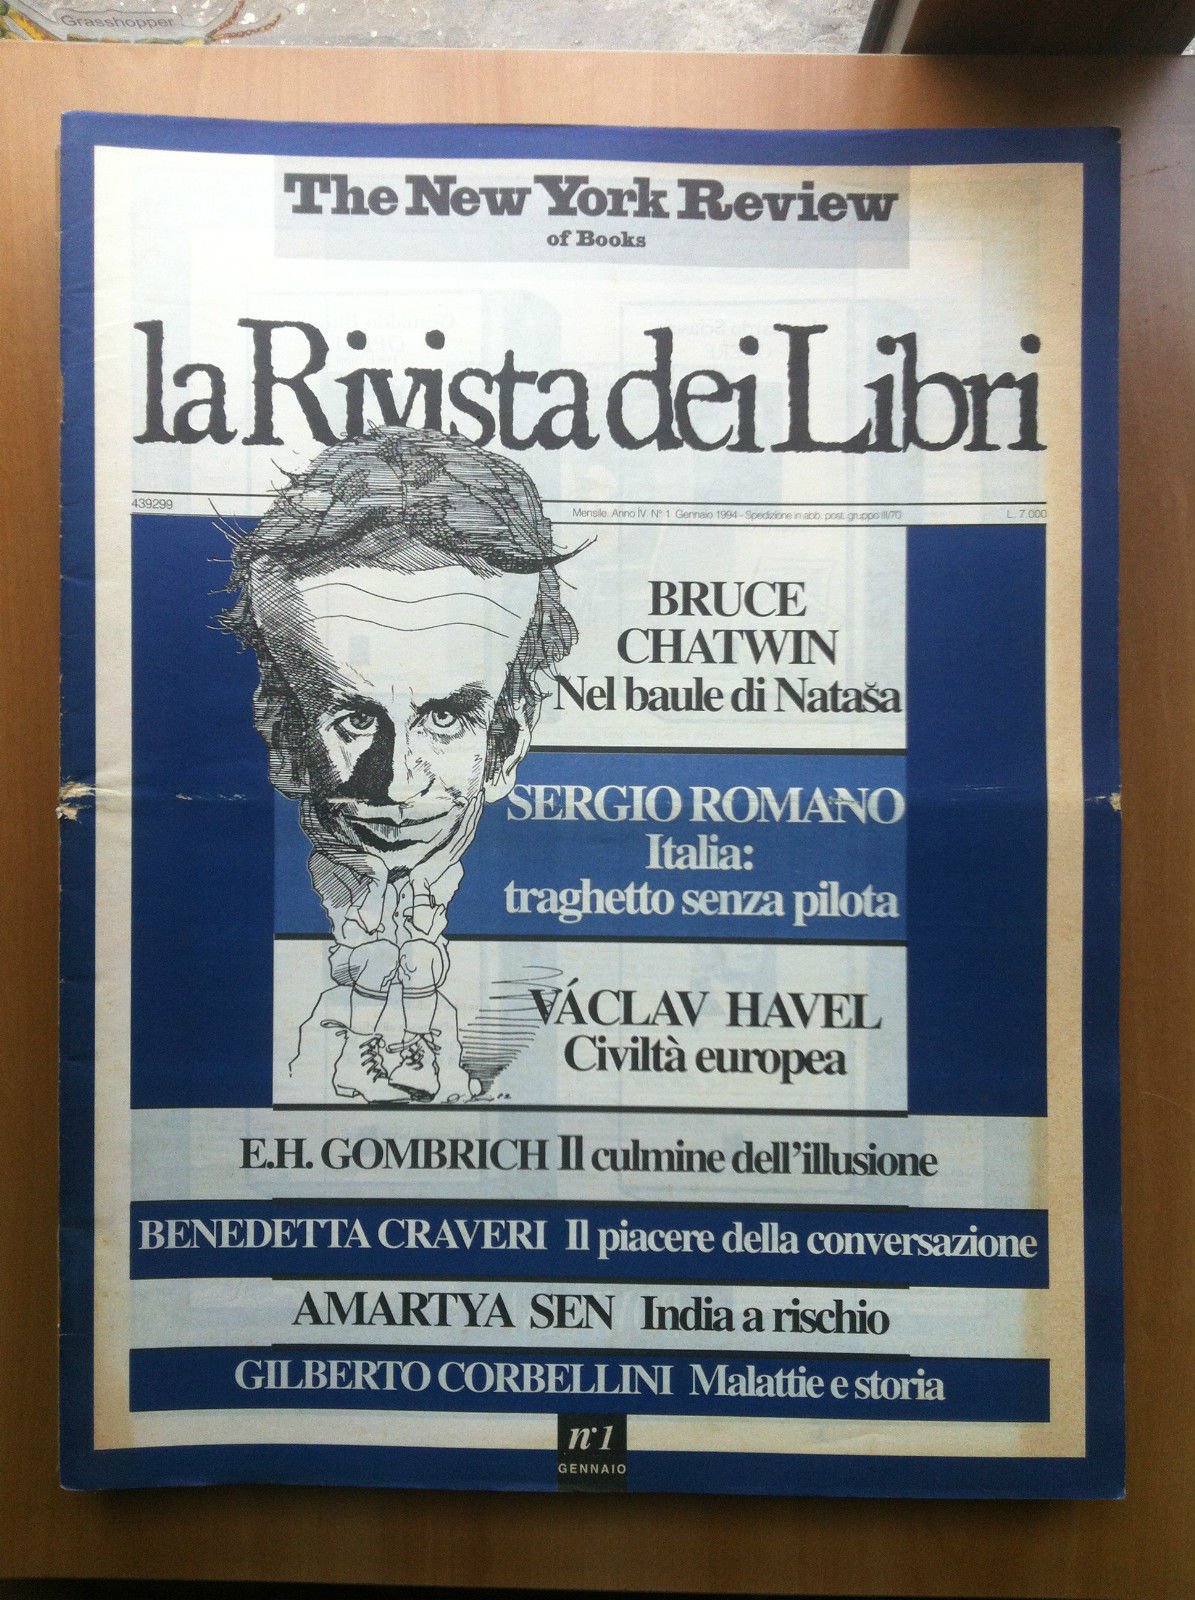 Grasshopper
The New York Review
of Books
la Rivista dei Libri
439299
Mensile. Anno IV. N° 1. Gennaio 1994 - Spedizione in abb. post. gruppo III/70
L. 7.000
BRUCE
CHATWIN
Nel baule di Nataša
SERGIO ROMANO
Italia:
traghetto senza pilota
VÁCLAV HAVEL
Civiltà europea
E.H. GOMBRICH Il culmine dell'illusione
BENEDETTA CRAVERI Il piacere della conversazione
AMARTYA SEN India a rischio
GILBERTO CORBELLINI Malattie e storia
n°1
GENNAIO